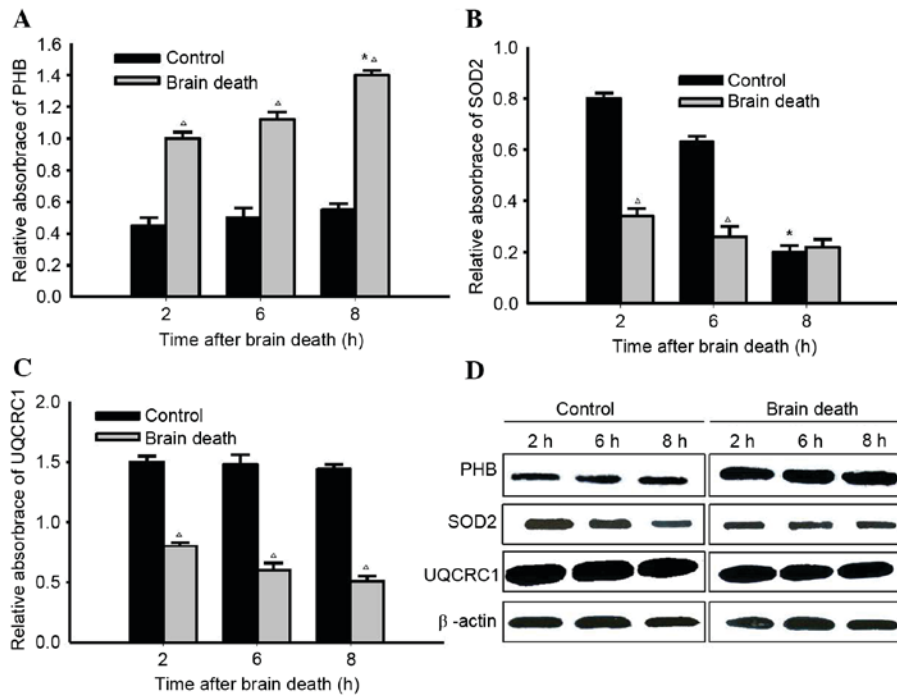 A
Relative absorbrace of PHB
1.6
1.4
1.2
1.0
0.8
0.6
0.4
0.2
0.0
Control
Brain death
△
△
* △
2 6 8
Time after brain death (h)
B
Relative absorbrace of SOD2
1.0
0.8
0.6
0.4
0.2
0.0
Control
Brain death
△
△
*
2 6 8
Time after brain death (h)
C
Relative absorbrace of UQCRC1
2.0
1.5
1.0
0.5
0.0
Control
Brain death
△
△
△
2 6 8
Time after brain death (h)
D
Control Brain death
2 h 6 h 8 h 2 h 6 h 8 h
PHB
SOD2
UQCRC1
β -actin